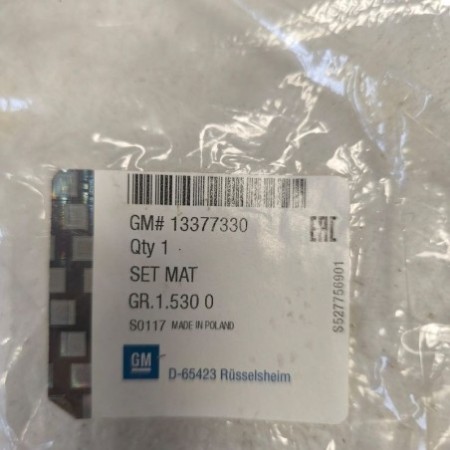 GM# 13377330
Qty 1
SET MAT
GR.1.530 0
S0117 MADE IN POLAND
GM
D-65423 Rüsselsheim
EAC
S527756901